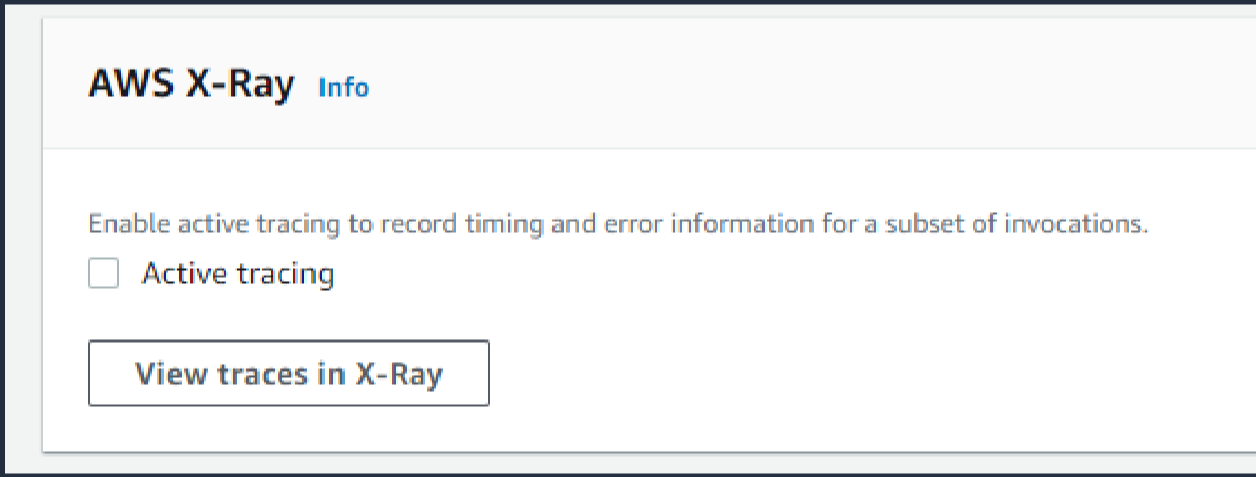 AWS X-Ray Info
Enable active tracing to record timing and error information for a subset of invocations.
Active tracing
View traces in X-Ray